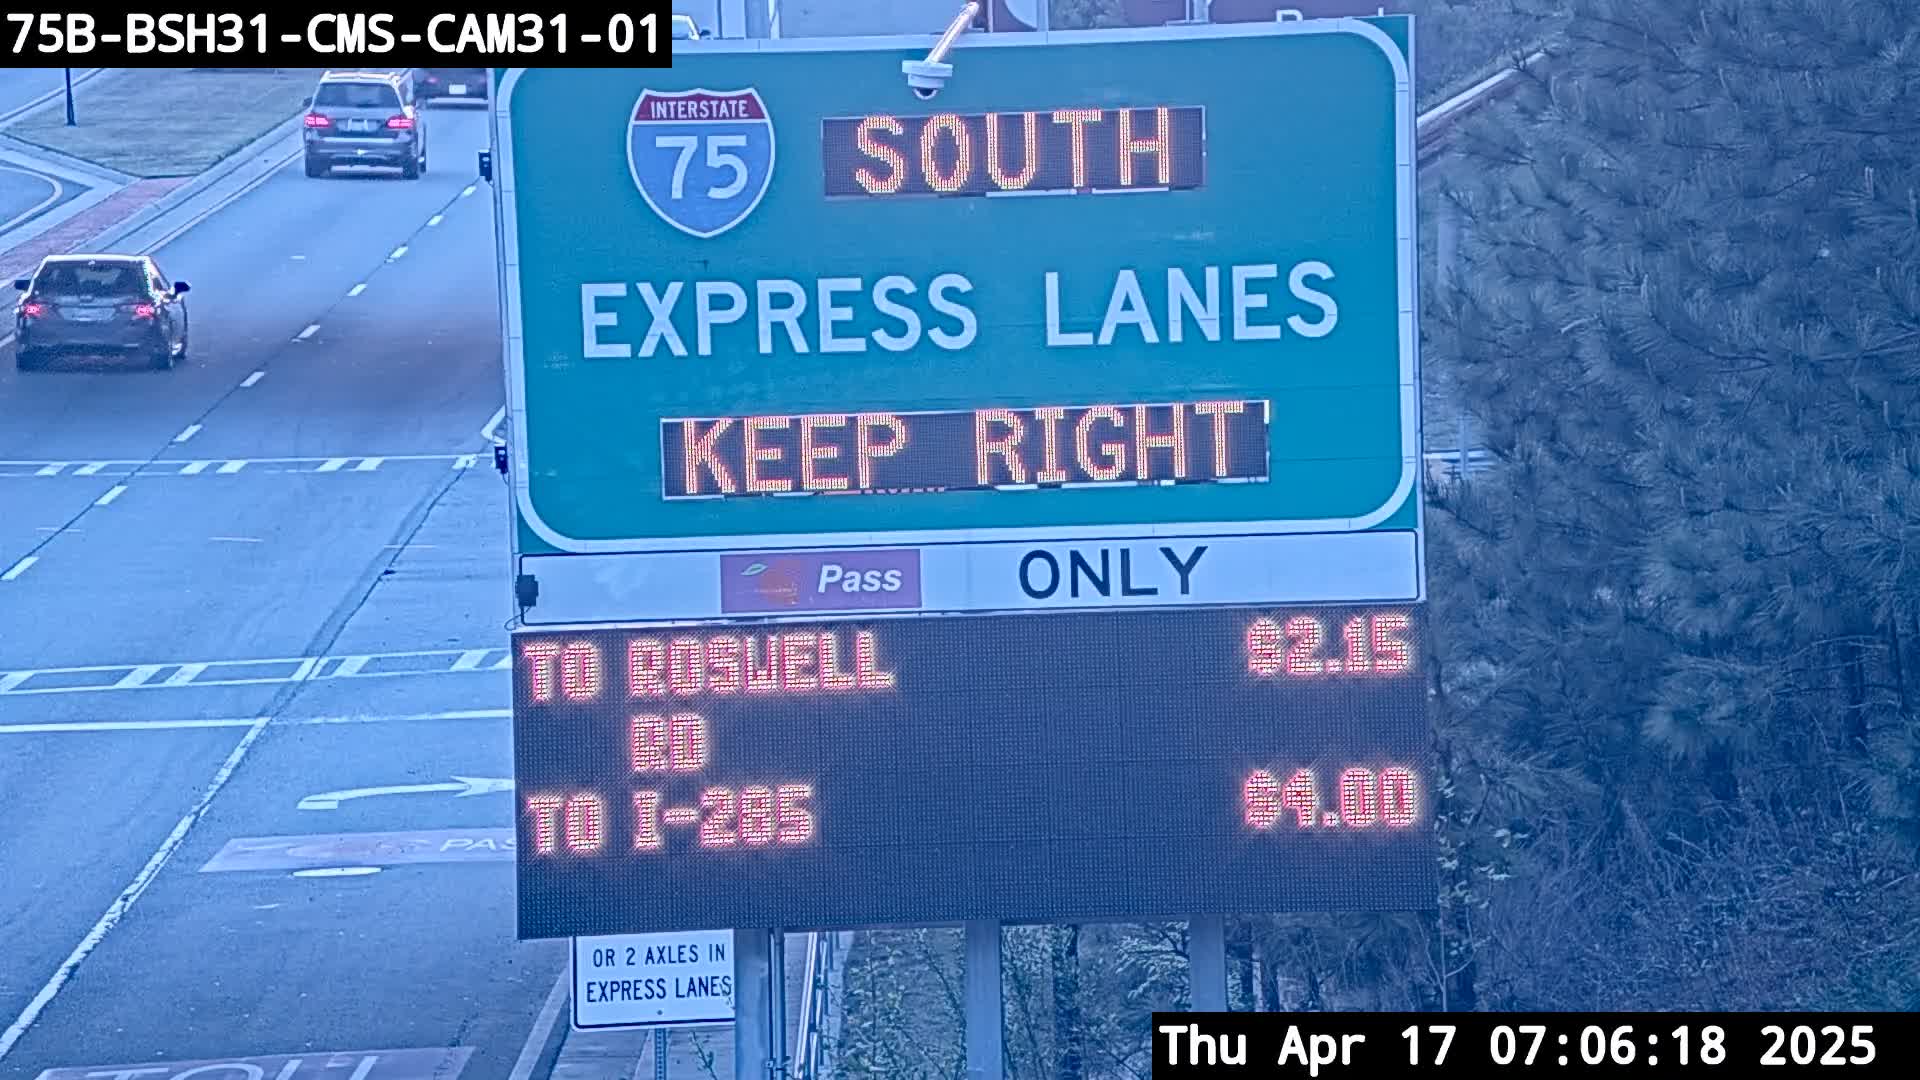 75B-BSH31-CMS-CAM31-01
INTERSTATE
75
SOUTH
EXPRESS LANES
KEEP RIGHT
Pass ONLY
TO ROSWELL $2.15
RD
TO I-285 $4.00
OR 2 AXLES IN
EXPRESS LANES
Thu Apr 17 07:06:18 2025